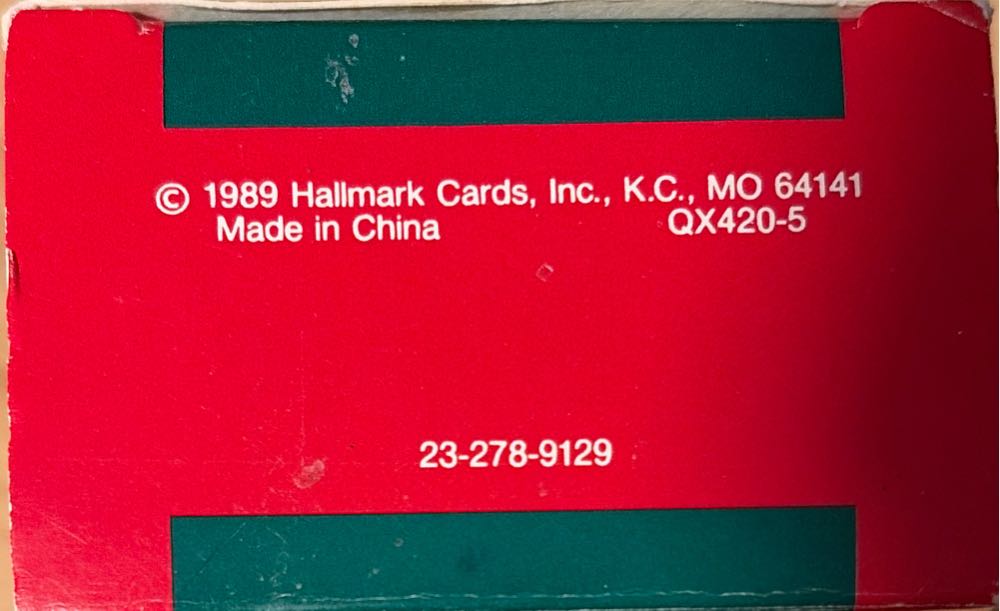 © 1989 Hallmark Cards, Inc., K.C., MO 64141
Made in China QX420-5
23-278-9129